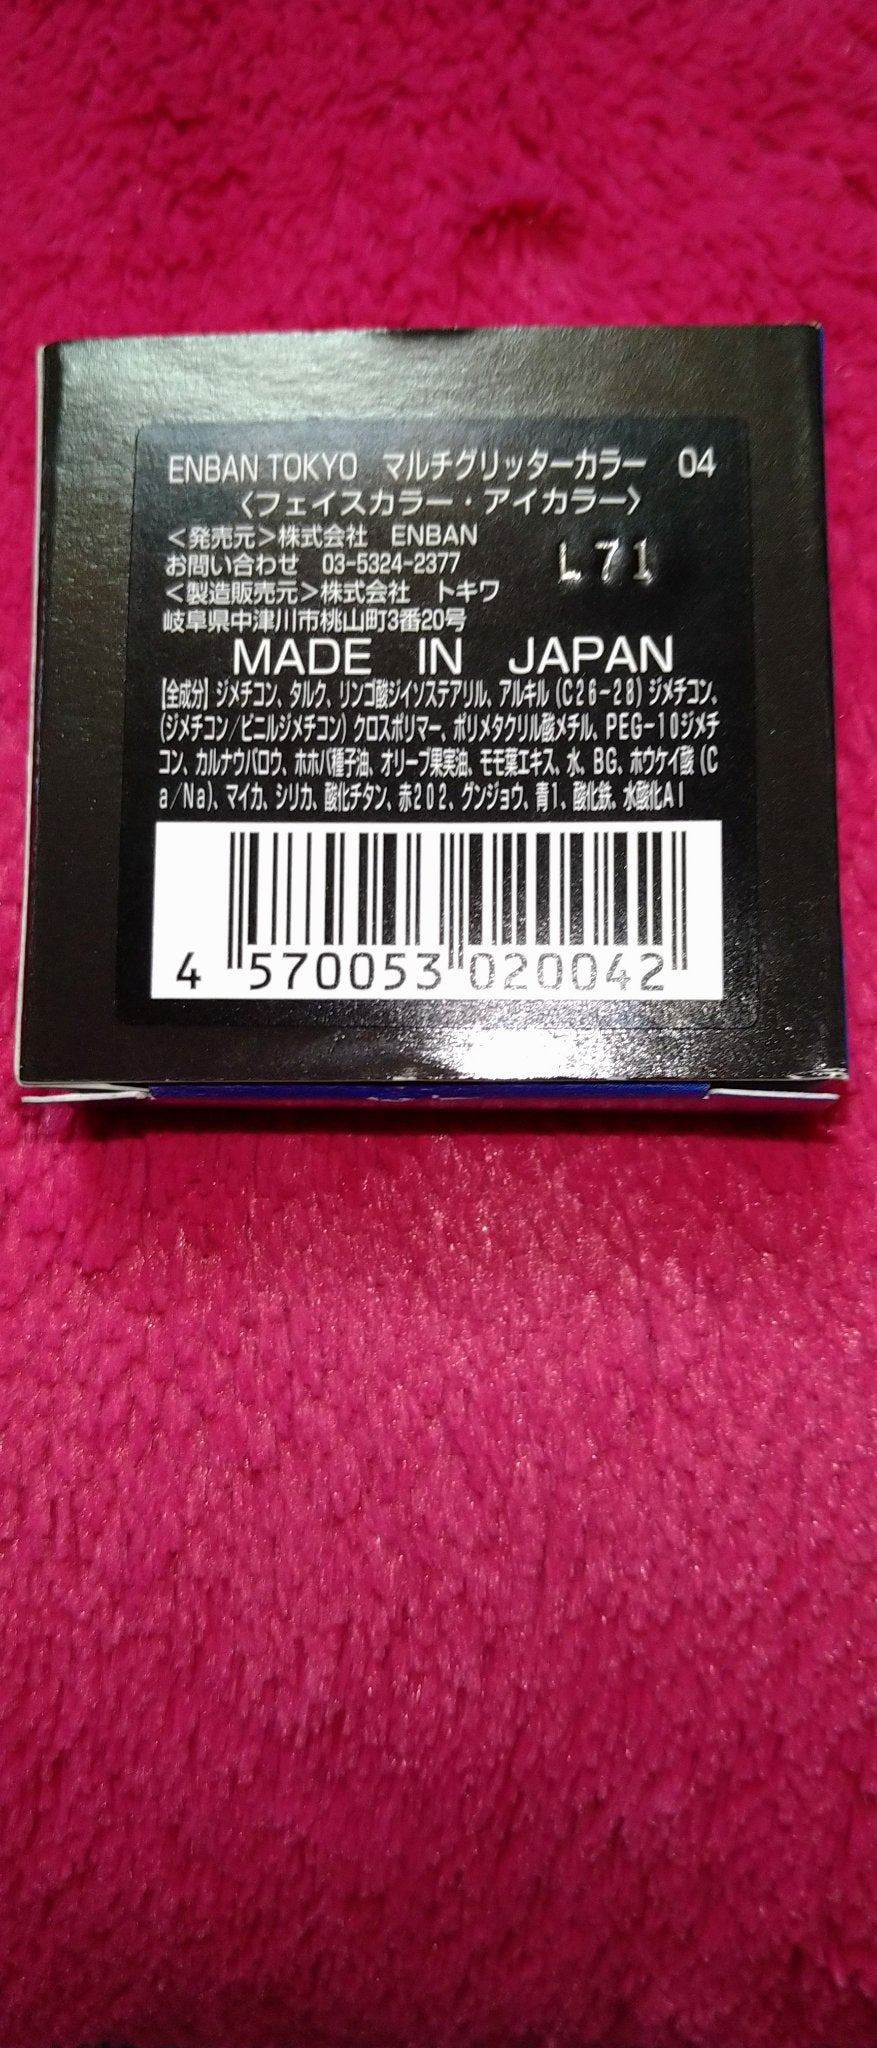 ENBAN TOKYO マルチグリッターカラー 04
〈フェイスカラー・アイカラー〉
＜発売元＞株式会社 ENBAN
お問い合わせ 03-5324-2377
L71
＜製造販売元＞株式会社 トキワ
岐阜県中津川市桃山町3番20号
MADE IN JAPAN
【全成分】ジメチコン、タルク、リンゴ酸ジイソステアリル、アルキル（C26-28）ジメチコン、
（ジメチコン/ビニルジメチコン）クロスポリマー、ポリメタクリル酸メチル、PEG-10ジメチ
コン、カルナウバロウ、ホホバ種子油、オリーブ果実油、モモ葉エキス、水、BG、ホウケイ酸（C
a/Na）、マイカ、シリカ、酸化チタン、赤202、グンジョウ、青1、酸化鉄、水酸化Al
4 570053 020042